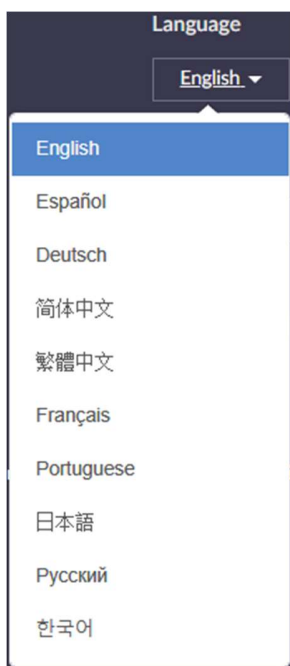 Language
English
English
Español
Deutsch
简体中文
繁體中文
Français
Portuguese
日本語
Русский
한국어